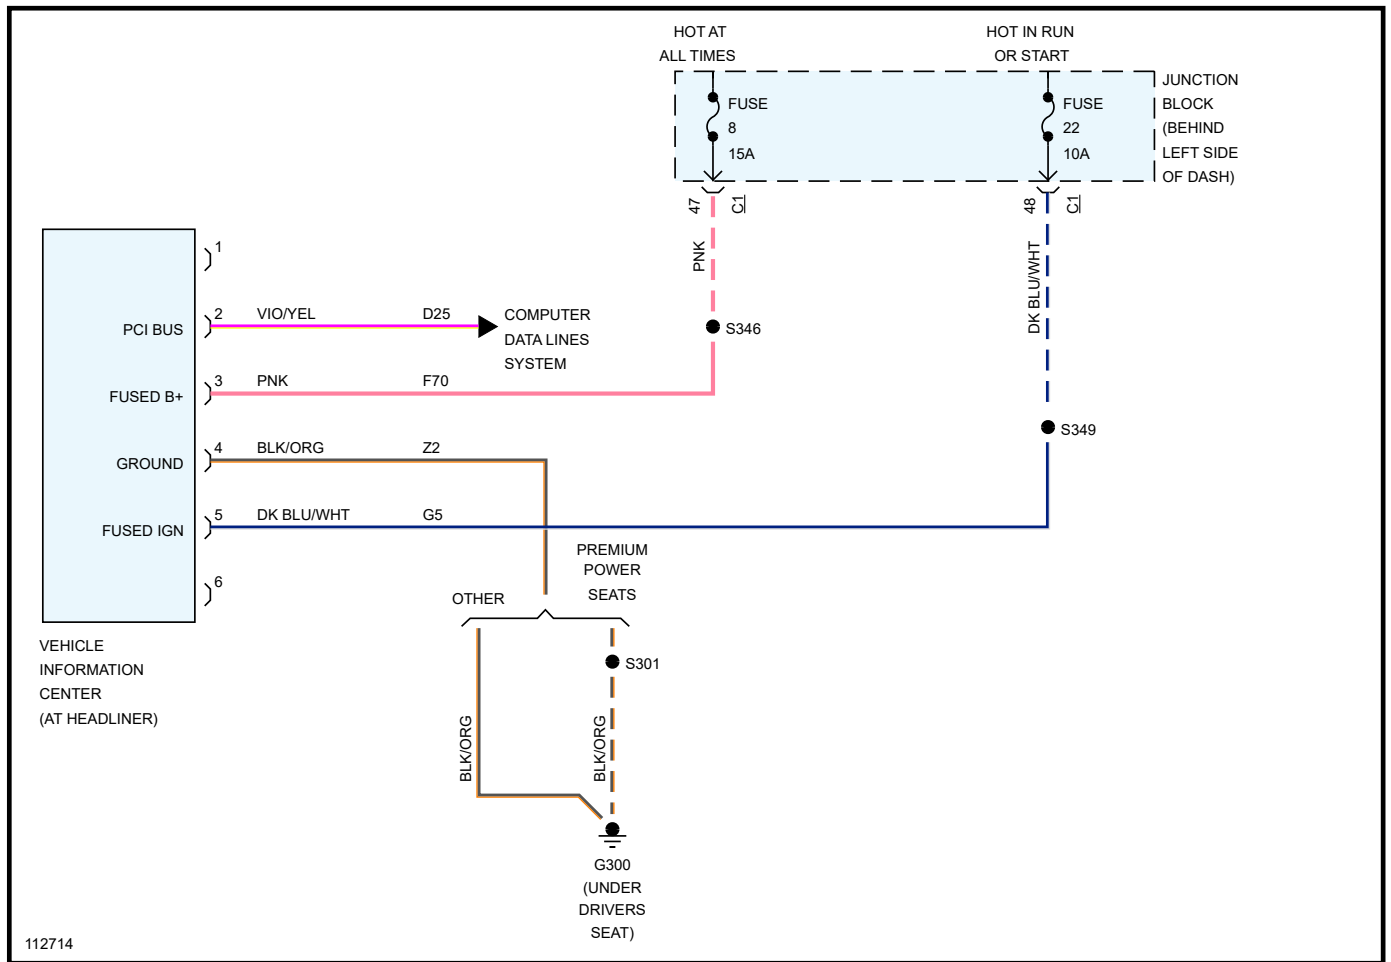 HOT AT
ALL TIMES
HOT IN RUN
OR START
JUNCTION
BLOCK
(BEHIND
LEFT SIDE
OF DASH)
FUSE
8
15A
FUSE
22
10A
47
C1
48
C1
PNK
DK BLU/WHT
S346
S349
1
PCI BUS
2
VIO/YEL
D25
COMPUTER
DATA LINES
SYSTEM
FUSED B+
3
PNK
F70
GROUND
4
BLK/ORG
Z2
FUSED IGN
5
DK BLU/WHT
G5
6
VEHICLE
INFORMATION
CENTER
(AT HEADLINER)
OTHER
PREMIUM
POWER
SEATS
S301
BLK/ORG
BLK/ORG
G300
(UNDER
DRIVERS
SEAT)
112714